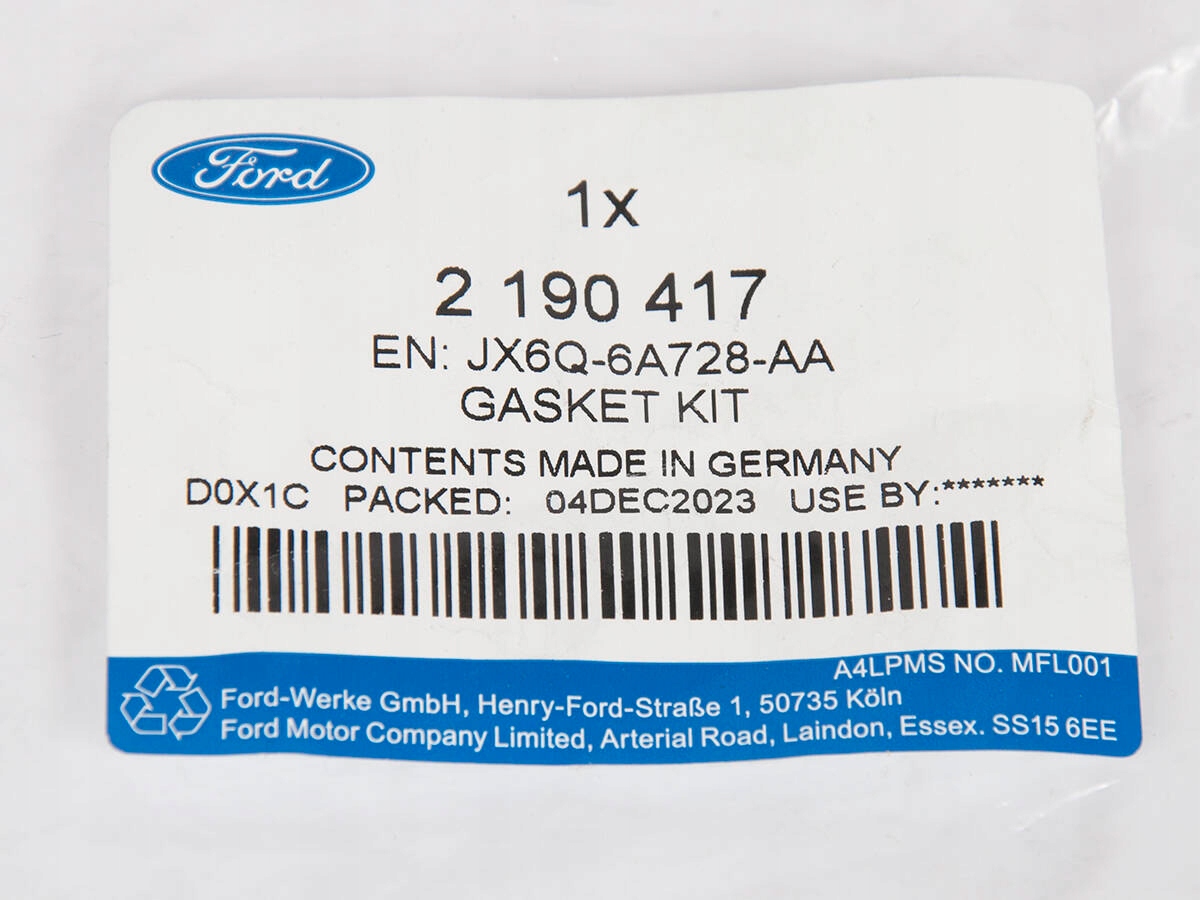 Ford
1x
2 190 417
EN: JX6Q-6A728-AA
GASKET KIT
CONTENTS MADE IN GERMANY
D0X1C PACKED: 04DEC2023 USE BY:*******
A4LPMS NO. MFL001
Ford-Werke GmbH, Henry-Ford-Straße 1, 50735 Köln
Ford Motor Company Limited, Arterial Road, Laindon, Essex. SS15 6EE